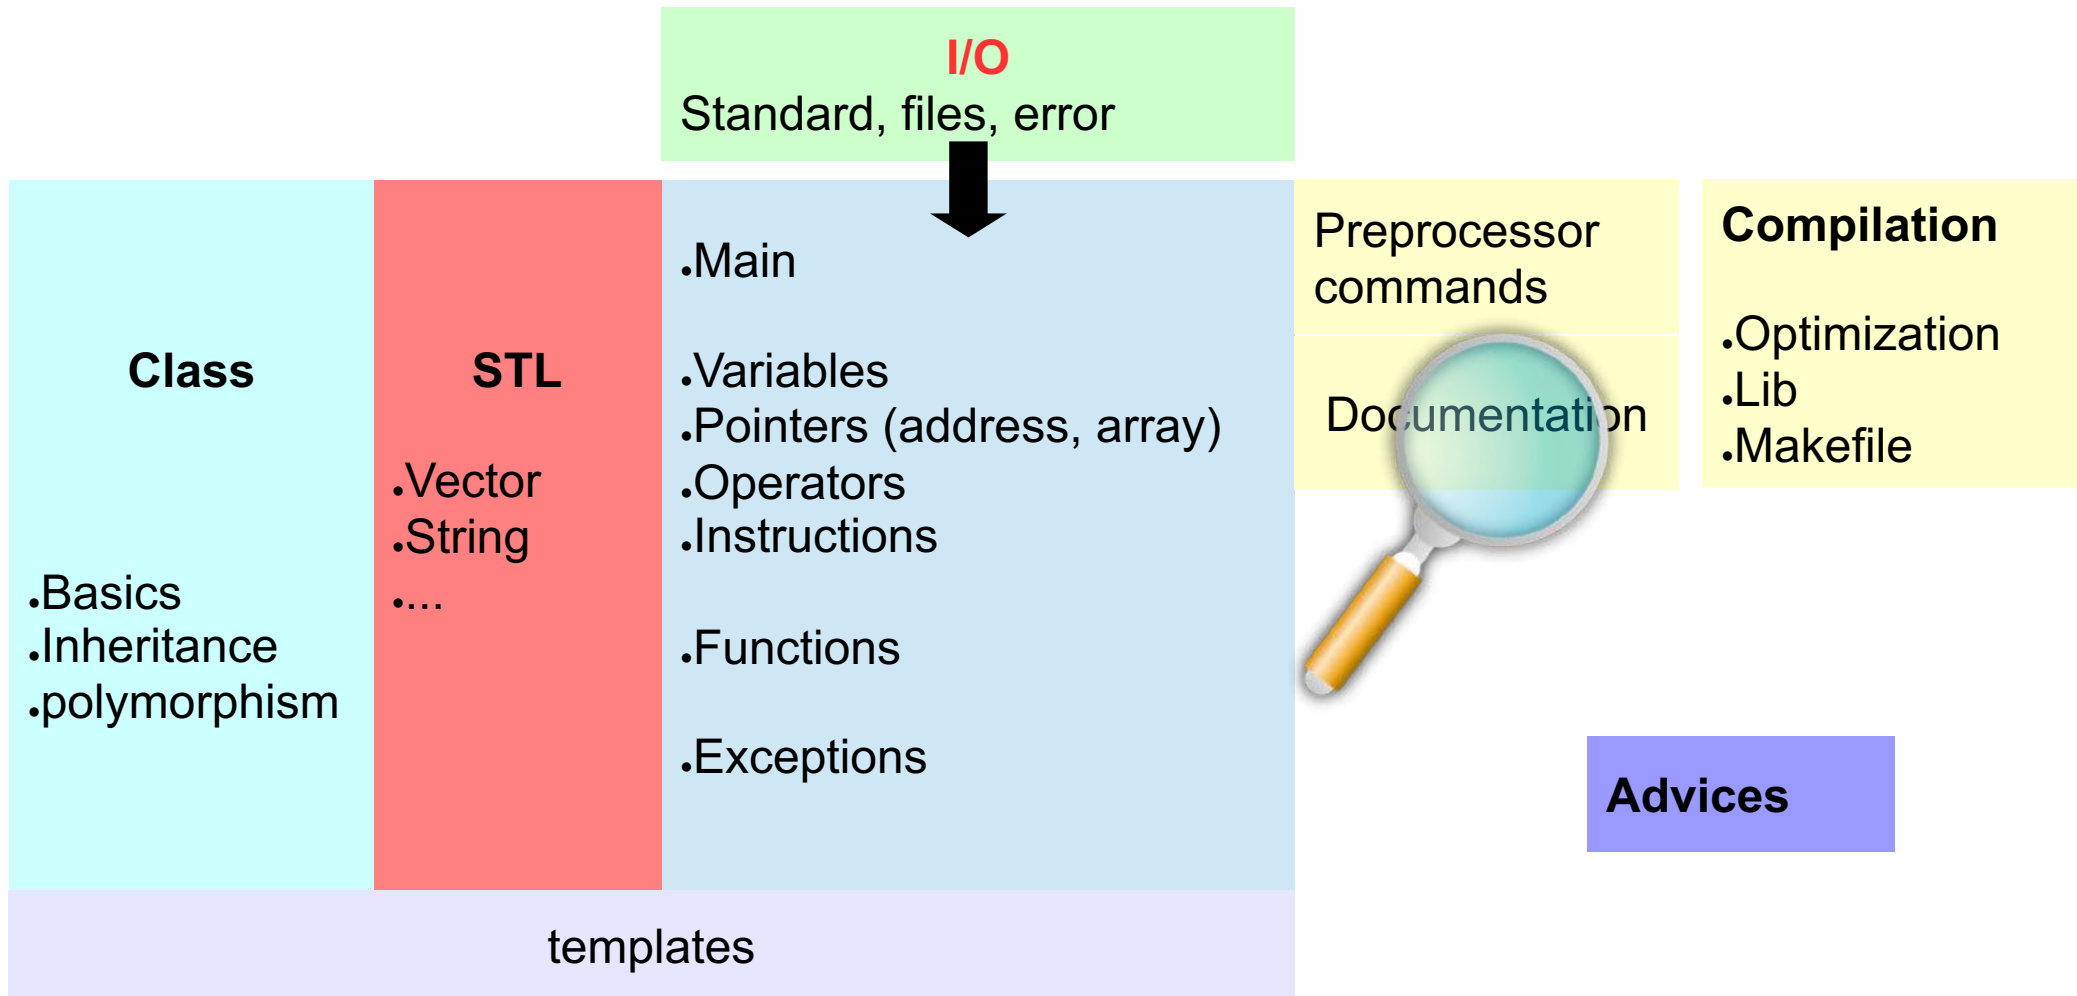 I/O
Standard, files, error
Class
●Basics
●Inheritance
●polymorphism
STL
●Vector
●String
●...
●Main
●Variables
●Pointers (address, array)
●Operators
●Instructions
●Functions
●Exceptions
Preprocessor
commands
Documentation
Compilation
●Optimization
●Lib
●Makefile
Advices
templates